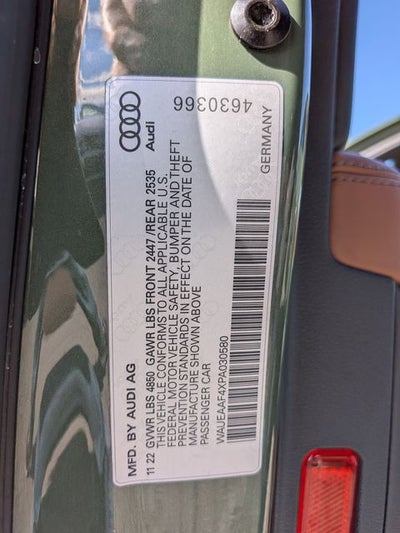 MFD. BY AUDI AG
11 22 GVWR LBS 4850 GAWR LBS FRONT 2447 /REAR 2535
THIS VEHICLE CONFORMS TO ALL APPLICABLE U.S.
FEDERAL MOTOR VEHICLE SAFETY, BUMPER AND THEFT
PREVENTION STANDARDS IN EFFECT ON THE DATE OF
MANUFACTURE SHOWN ABOVE
PASSENGER CAR
WAUEAAF4XPA030580
GERMANY
Audi
4630366